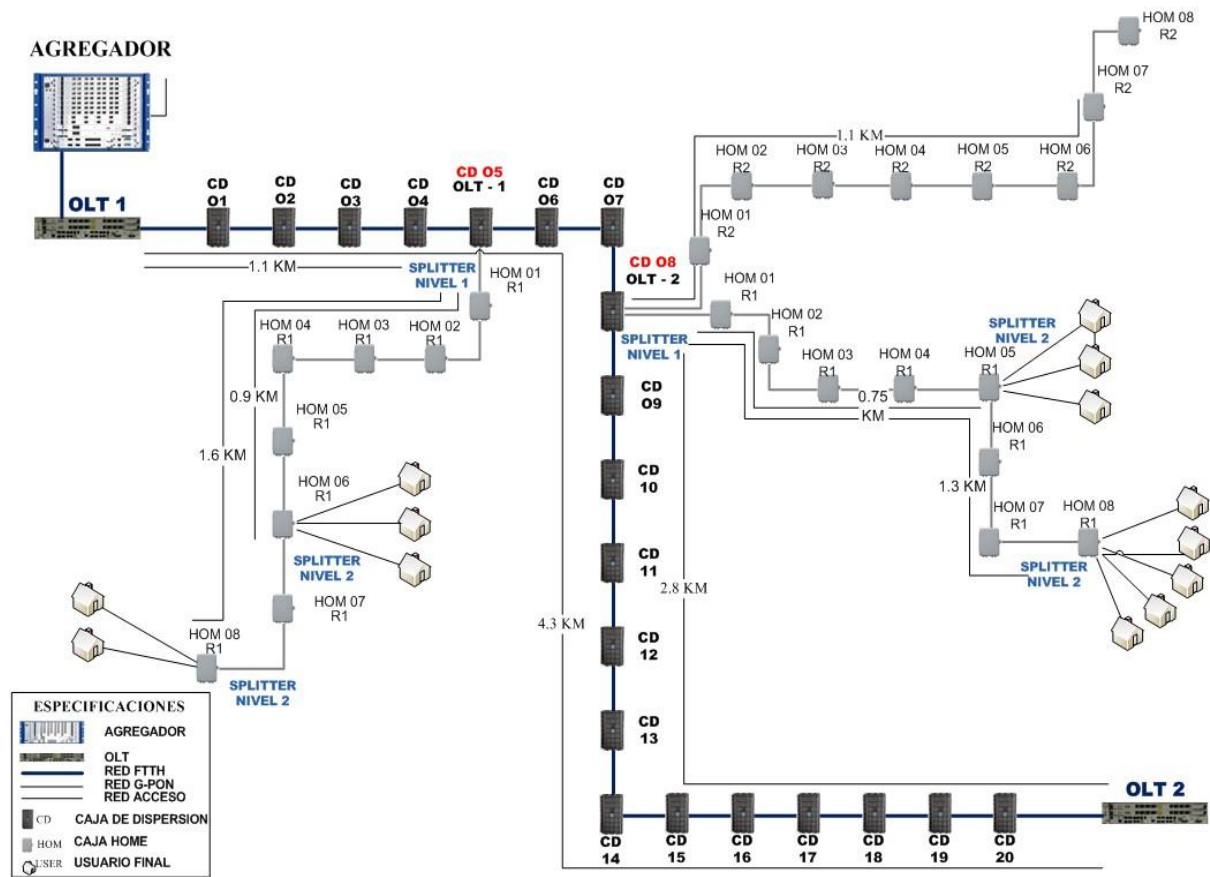 AGREGADOR
OLT 1
CD
O1
CD
O2
CD
O3
CD
O4
CD O5
OLT - 1
CD
O6
CD
O7
1.1 KM
SPLITTER
NIVEL 1
HOM 01
R1
HOM 02
R1
HOM 03
R1
HOM 04
R1
0.9 KM
HOM 05
R1
1.6 KM
HOM 06
R1
SPLITTER
NIVEL 2
HOM 07
R1
HOM 08
R1
SPLITTER
NIVEL 2
CD O8
OLT - 2
SPLITTER
NIVEL 1
HOM 01
R2
HOM 02
R2
HOM 03
R2
HOM 04
R2
HOM 05
R2
HOM 06
R2
HOM 07
R2
HOM 08
R2
1.1 KM
HOM 01
R1
HOM 02
R1
HOM 03
R1
HOM 04
R1
HOM 05
R1
SPLITTER
NIVEL 2
0.75
KM
HOM 06
R1
1.3 KM
HOM 07
R1
HOM 08
R1
SPLITTER
NIVEL 2
CD
O9
CD
10
CD
11
CD
12
CD
13
2.8 KM
4.3 KM
CD
14
CD
15
CD
16
CD
17
CD
18
CD
19
CD
20
OLT 2
ESPECIFICACIONES
AGREGADOR
OLT
RED FTTH
RED G-PON
RED ACCESO
CD CAJA DE DISPERSION
HOM CAJA HOME
USER USUARIO FINAL